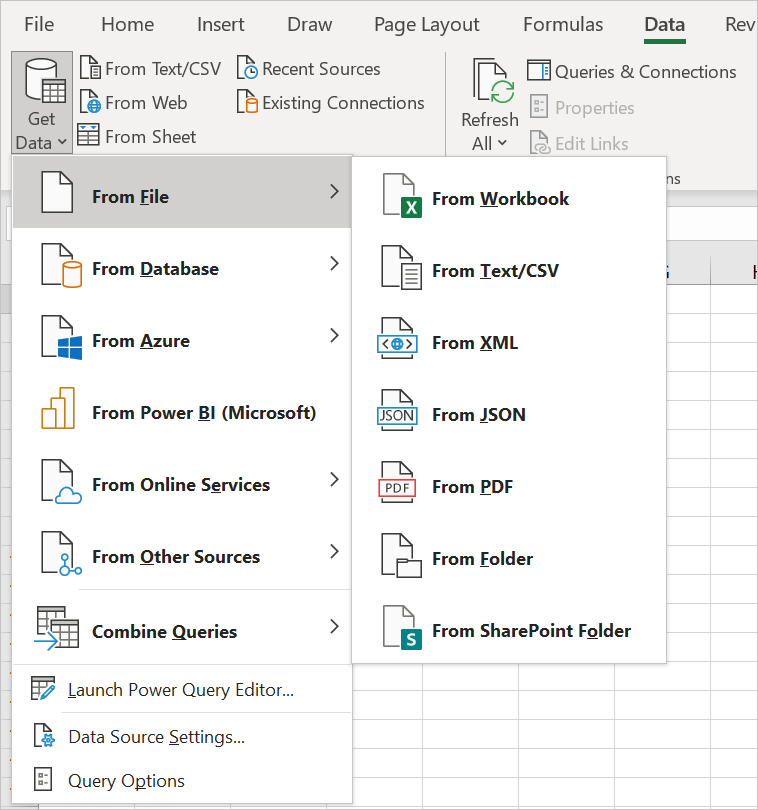 File Home Insert Draw Page Layout Formulas Data Rev
Get
Data
From Text/CSV
From Web
From Sheet
Recent Sources
Existing Connections
Refresh
All
Queries & Connections
Properties
Edit Links
ns
From File
From Database
From Azure
From Power BI (Microsoft)
From Online Services
From Other Sources
Combine Queries
Launch Power Query Editor...
Data Source Settings...
Query Options
From Workbook
From Text/CSV
From XML
JSON
From JSON
PDF
From PDF
From Folder
From SharePoint Folder
X
S
G
H